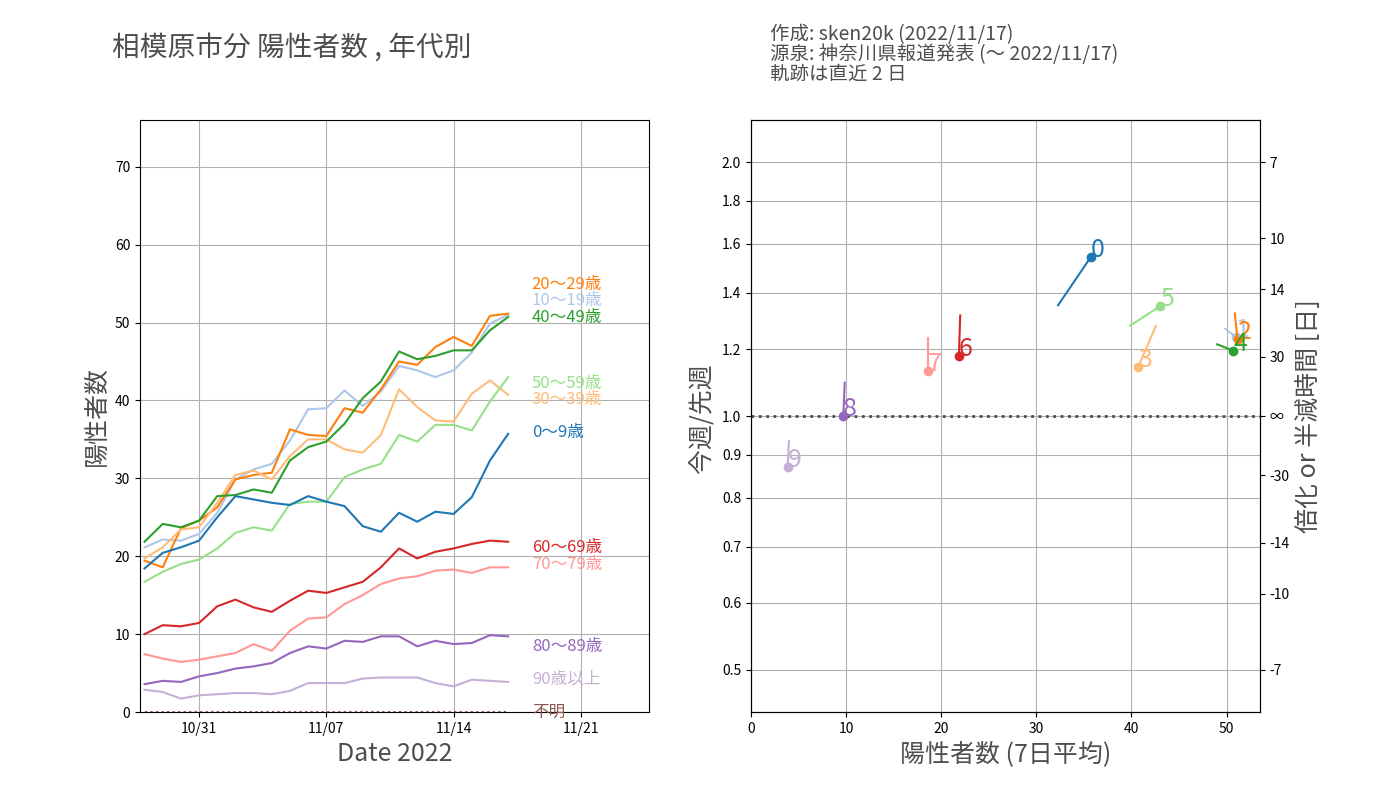 相模原市分 陽性者数 , 年代別
作成: sken20k (2022/11/17)
源泉: 神奈川県報道発表 (～ 2022/11/17)
軌跡は直近 2 日
陽性者数
70
60
50
40
30
20
10
0
10/31
11/07
11/14
11/21
Date 2022
20～29歳
10～19歳
40～49歳
50～59歳
30～39歳
0～9歳
60～69歳
70～79歳
80～89歳
90歳以上
不明
今週/先週
2.0
1.8
1.6
1.4
1.2
1.0
0.9
0.8
0.7
0.6
0.5
0
10
20
30
40
50
陽性者数 (7日平均)
0
5
1
2
4
3
6
7
8
9
7
10
14
30
∞
-30
-14
-10
-7
倍化 or 半減時間 [日]